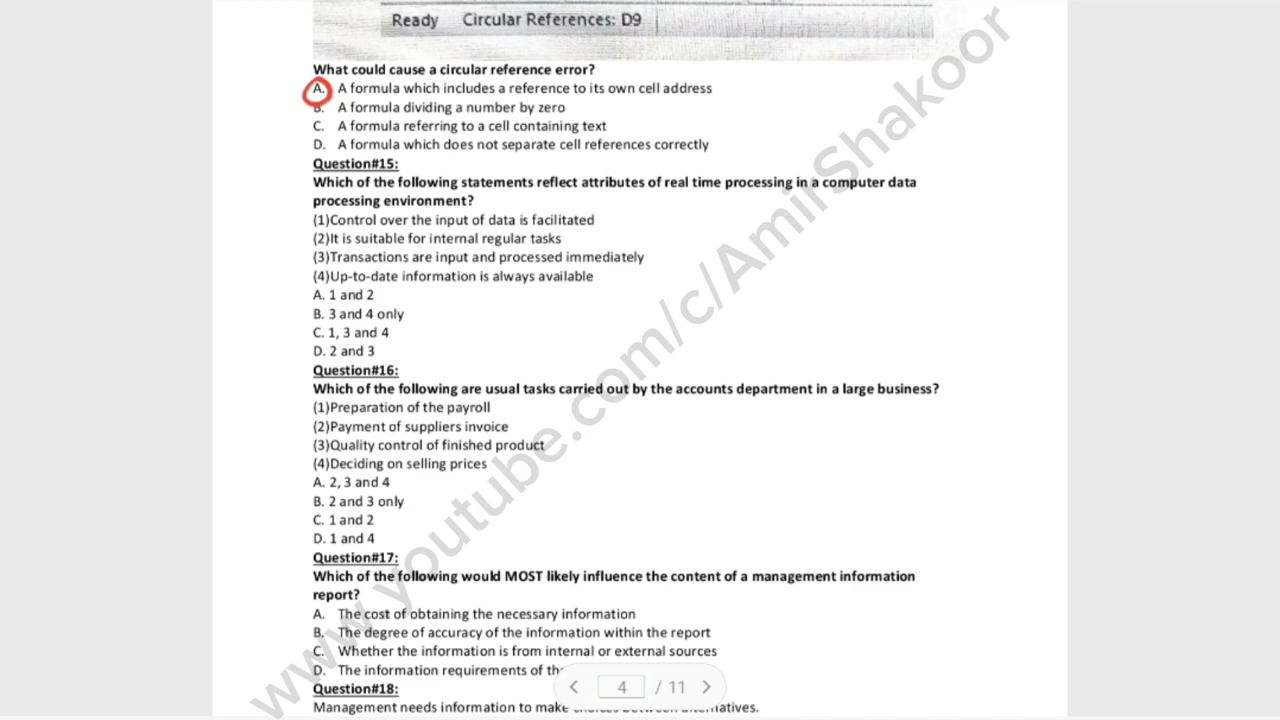 Ready Circular References: D9
What could cause a circular reference error?
A. A formula which includes a reference to its own cell address
B. A formula dividing a number by zero
C. A formula referring to a cell containing text
D. A formula which does not separate cell references correctly
Question#15:
Which of the following statements reflect attributes of real time processing in a computer data
processing environment?
(1)Control over the input of data is facilitated
(2)It is suitable for internal regular tasks
(3)Transactions are input and processed immediately
(4)Up-to-date information is always available
A. 1 and 2
B. 3 and 4 only
C. 1, 3 and 4
D. 2 and 3
Question#16:
Which of the following are usual tasks carried out by the accounts department in a large business?
(1)Preparation of the payroll
(2)Payment of suppliers invoice
(3)Quality control of finished product
(4)Deciding on selling prices
A. 2, 3 and 4
B. 2 and 3 only
C. 1 and 2
D. 1 and 4
Question#17:
Which of the following would MOST likely influence the content of a management information
report?
A. The cost of obtaining the necessary information
B. The degree of accuracy of the information within the report
C. Whether the information is from internal or external sources
D. The information requirements of
4 / 11
Question#18:
Management needs information to make
www.youtube.com/c/AmirShakoor